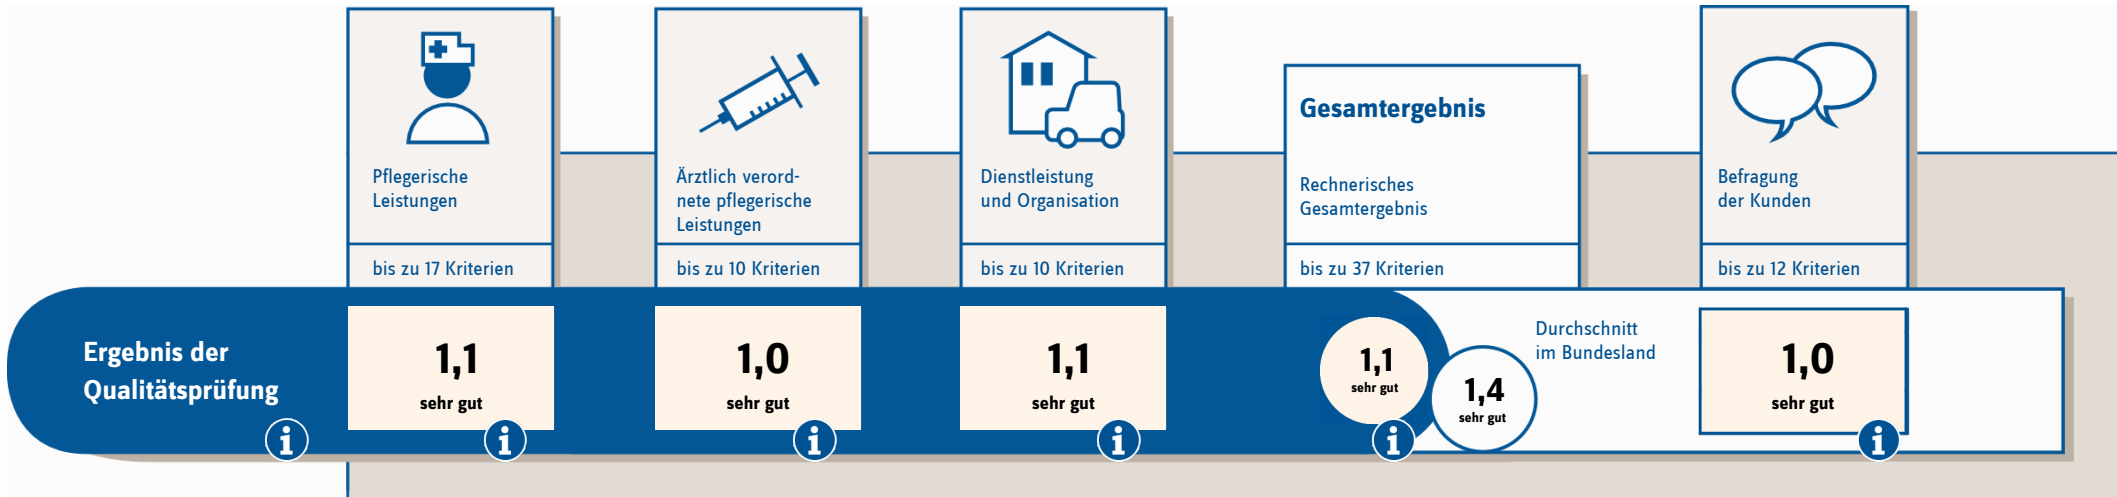 Pflegerische
Leistungen
bis zu 17 Kriterien
Ärztlich verord-
nete pflegerische
Leistungen
bis zu 10 Kriterien
Dienstleistung
und Organisation
bis zu 10 Kriterien
Gesamtergebnis
Rechnerisches
Gesamtergebnis
bis zu 37 Kriterien
Befragung
der Kunden
bis zu 12 Kriterien
Ergebnis der
Qualitätsprüfung
i
1,1
sehr gut
i
1,0
sehr gut
i
1,1
sehr gut
i
1,1
sehr gut
i
1,4
sehr gut
Durchschnitt
im Bundesland
1,0
sehr gut
i